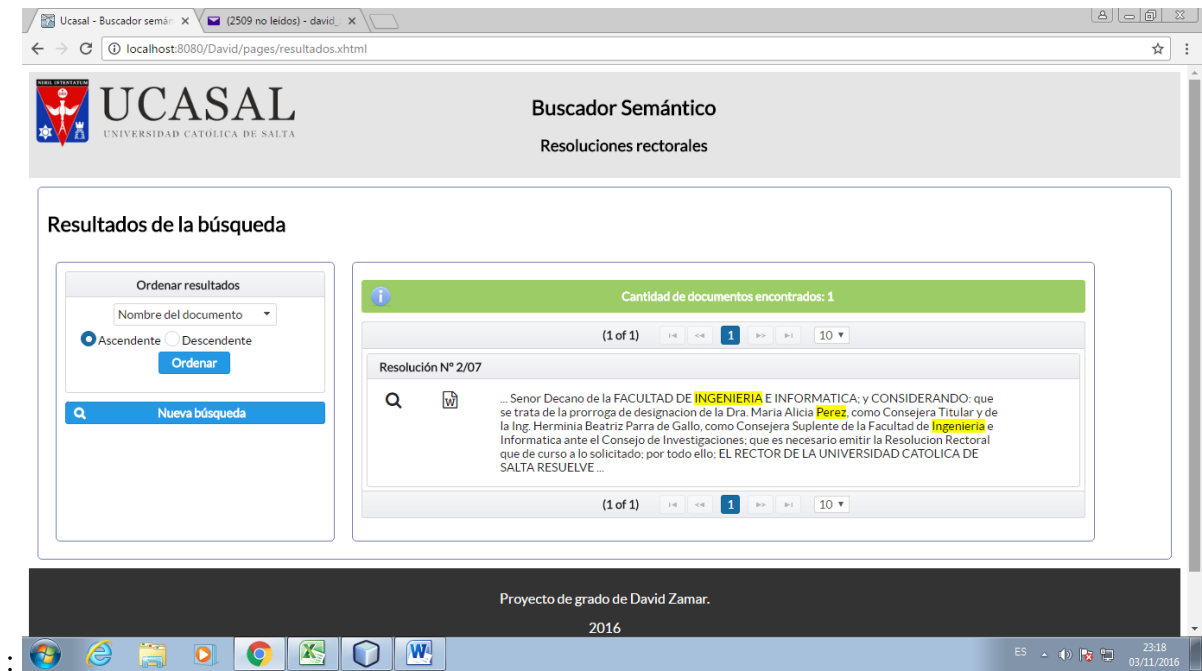 Ucasal - Buscador semán
(2509 no leídos) - david_
localhost:8080/David/pages/resultados.xhtml
UCASAL
UNIVERSIDAD CATÓLICA DE SALTA
Buscador Semántico
Resoluciones rectorales
Resultados de la búsqueda
Ordenar resultados
Nombre del documento
Ascendente Descendente
Ordenar
Nueva búsqueda
Cantidad de documentos encontrados: 1
(1 of 1) 1 10
Resolución Nº 2/07
... Senor Decano de la FACULTAD DE INGENIERIA E INFORMATICA; y CONSIDERANDO: que
se trata de la prorroga de designacion de la Dra. Maria Alicia Perez, como Consejera Titular y de
la Ing. Herminia Beatriz Parra de Gallo, como Consejera Suplente de la Facultad de Ingenieria e
Informatica ante el Consejo de Investigaciones; que es necesario emitir la Resolucion Rectoral
que de curso a lo solicitado; por todo ello; EL RECTOR DE LA UNIVERSIDAD CATOLICA DE
SALTA RESUELVE ...
(1 of 1) 1 10
Proyecto de grado de David Zamar.
2016
:
ES
23:18
03/11/2016